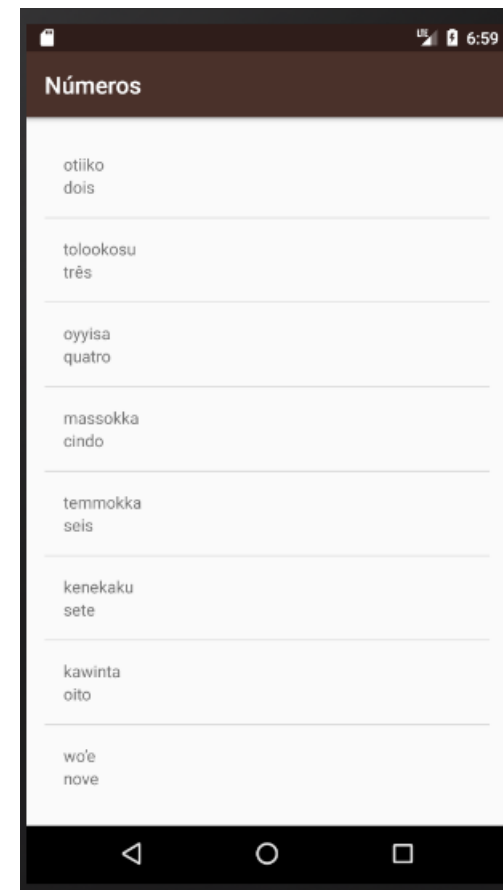 LTE 6:59
Números
otiiko
dois
tolookosu
três
oyyisa
quatro
massokka
cindo
temmokka
seis
kenekaku
sete
kawinta
oito
wo'e
nove